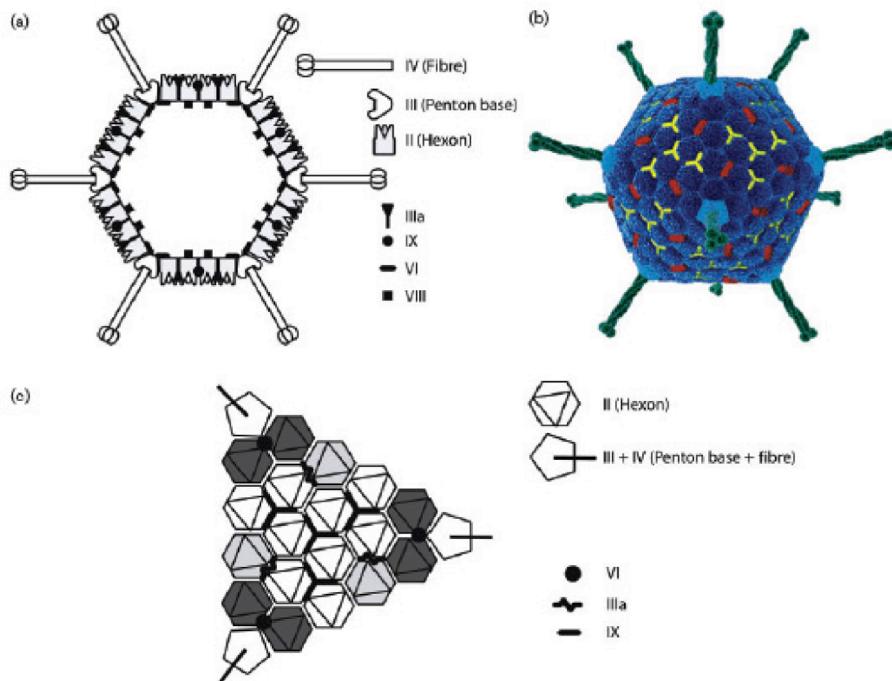 (a)
IV (Fibre)
III (Penton base)
II (Hexon)
IIIa
IX
VI
VIII
(b)
(c)
II (Hexon)
III + IV (Penton base + fibre)
VI
IIIa
IX